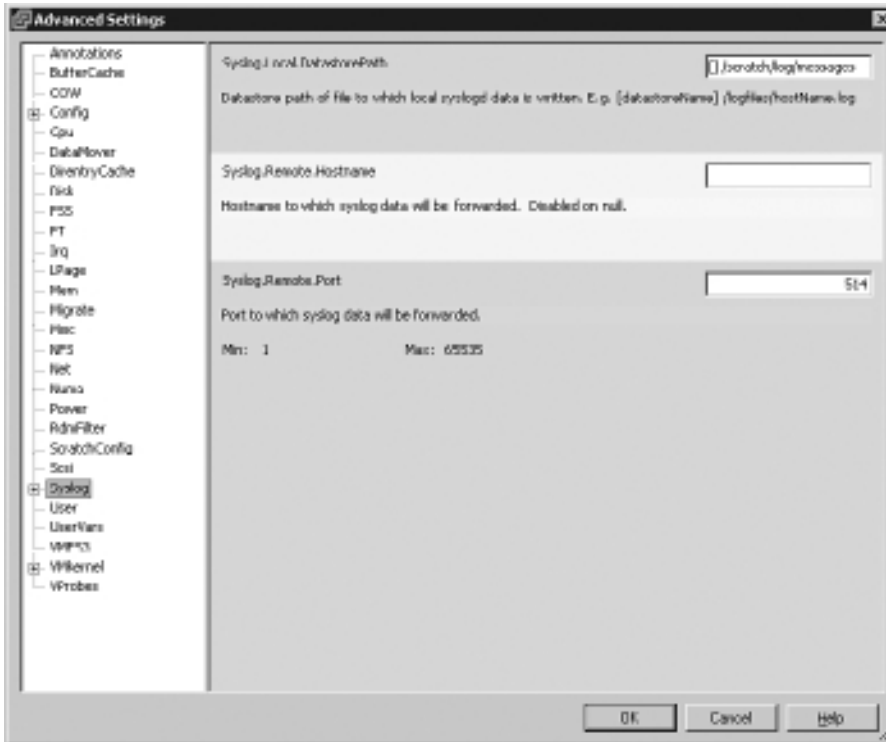 Advanced Settings
Annotations
BufferCache
COW
Config
Cpu
DataMover
DirentryCache
Disk
FSS
FT
Irq
LPage
Mem
Migrate
Misc
NFS
Net
Numa
Power
RdmFilter
ScratchConfig
Scsi
Syslog
User
UserVars
VMFS3
VMkernel
VProbes
Syslog.Local.DatastorePath
[] /scratch/log/messages
Datastore path of file to which local syslogd data is written. E.g. [datastoreName] /logfiles/hostName.log
Syslog.Remote.Hostname
Hostname to which syslog data will be forwarded. Disabled on null.
Syslog.Remote.Port
514
Port to which syslog data will be forwarded.
Min: 1 Max: 65535
OK Cancel Help